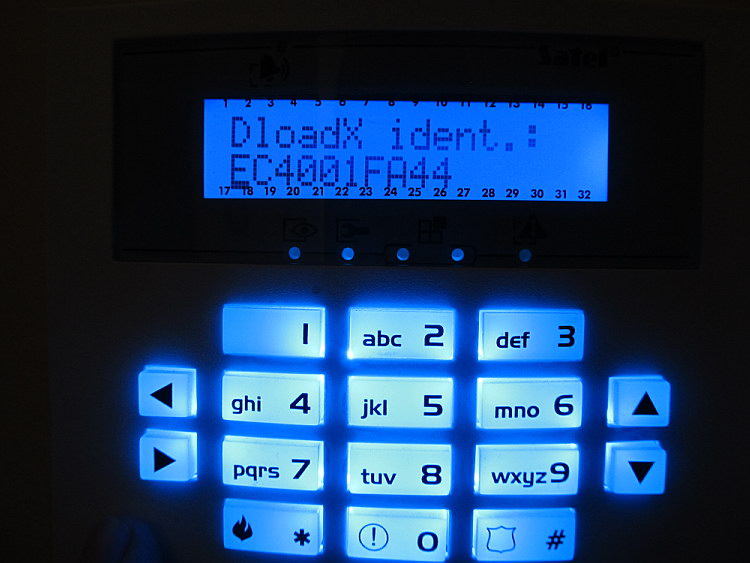 Satel
1 2 3 4 5 6 7 8 9 10 11 12 13 14 15 16
DloadX ident.:
EC4001FA44
17 18 19 20 21 22 23 24 25 26 27 28 29 30 31 32
1 abc 2 def 3
ghi 4 jkl 5 mno 6
pqrs 7 tuv 8 wxyz 9
* 0 #